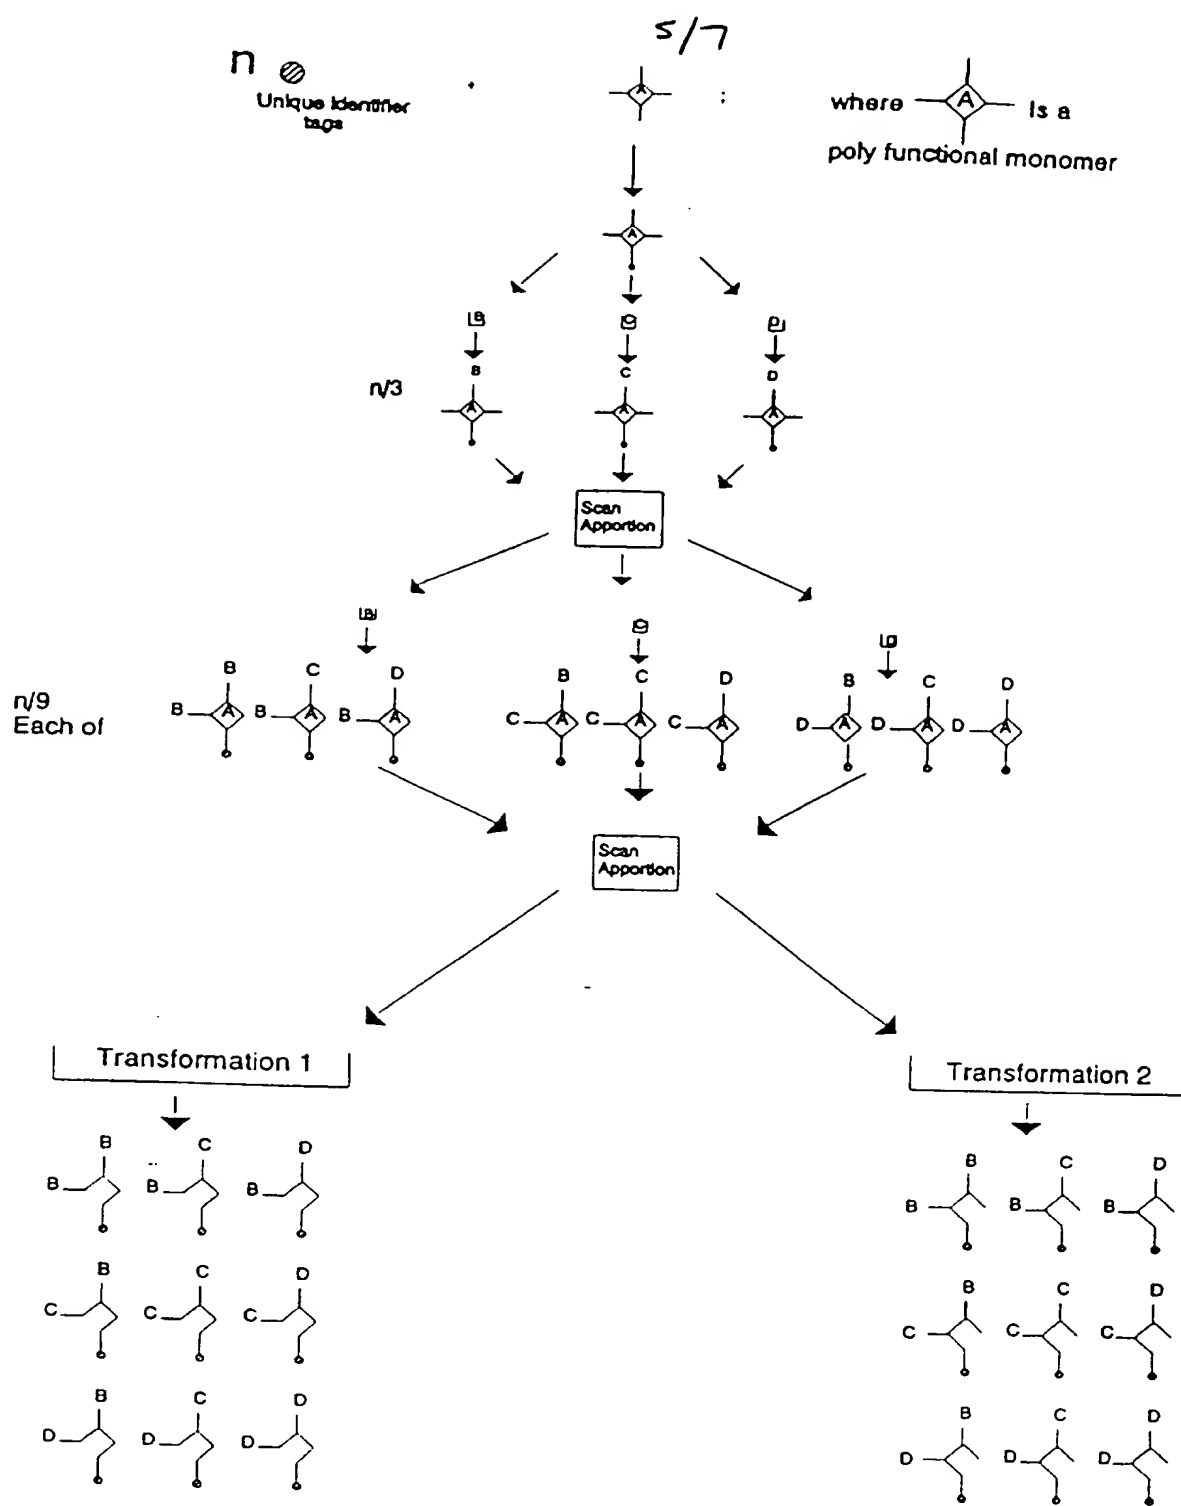 5/7
n
Unique Identifier
tags
A
where A is a
poly functional monomer
A
B C D
n/3
B C D
A A A
Scan
Apportion
B C D
n/9
Each of
B C D B C D B C D
B A B A B A C A C A C A D A D A D A
Scan
Apportion
Transformation 1
Transformation 2
B C D
B B B
B C D
C C C
B C D
D D D
B C D
B B B
B C D
C C C
B C D
D D D